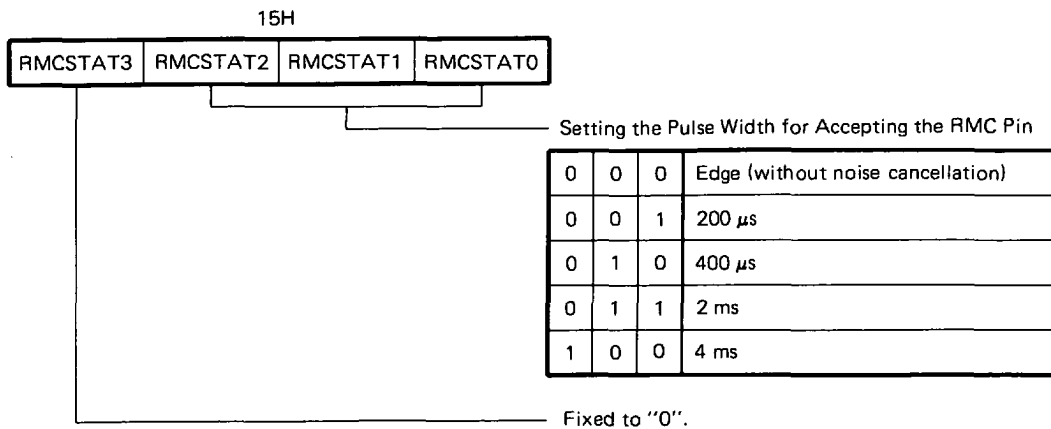 15H
RMCSTAT3 RMCSTAT2 RMCSTAT1 RMCSTAT0
Setting the Pulse Width for Accepting the RMC Pin
0 0 0 Edge (without noise cancellation)
0 0 1 200 μs
0 1 0 400 μs
0 1 1 2 ms
1 0 0 4 ms
Fixed to "0".